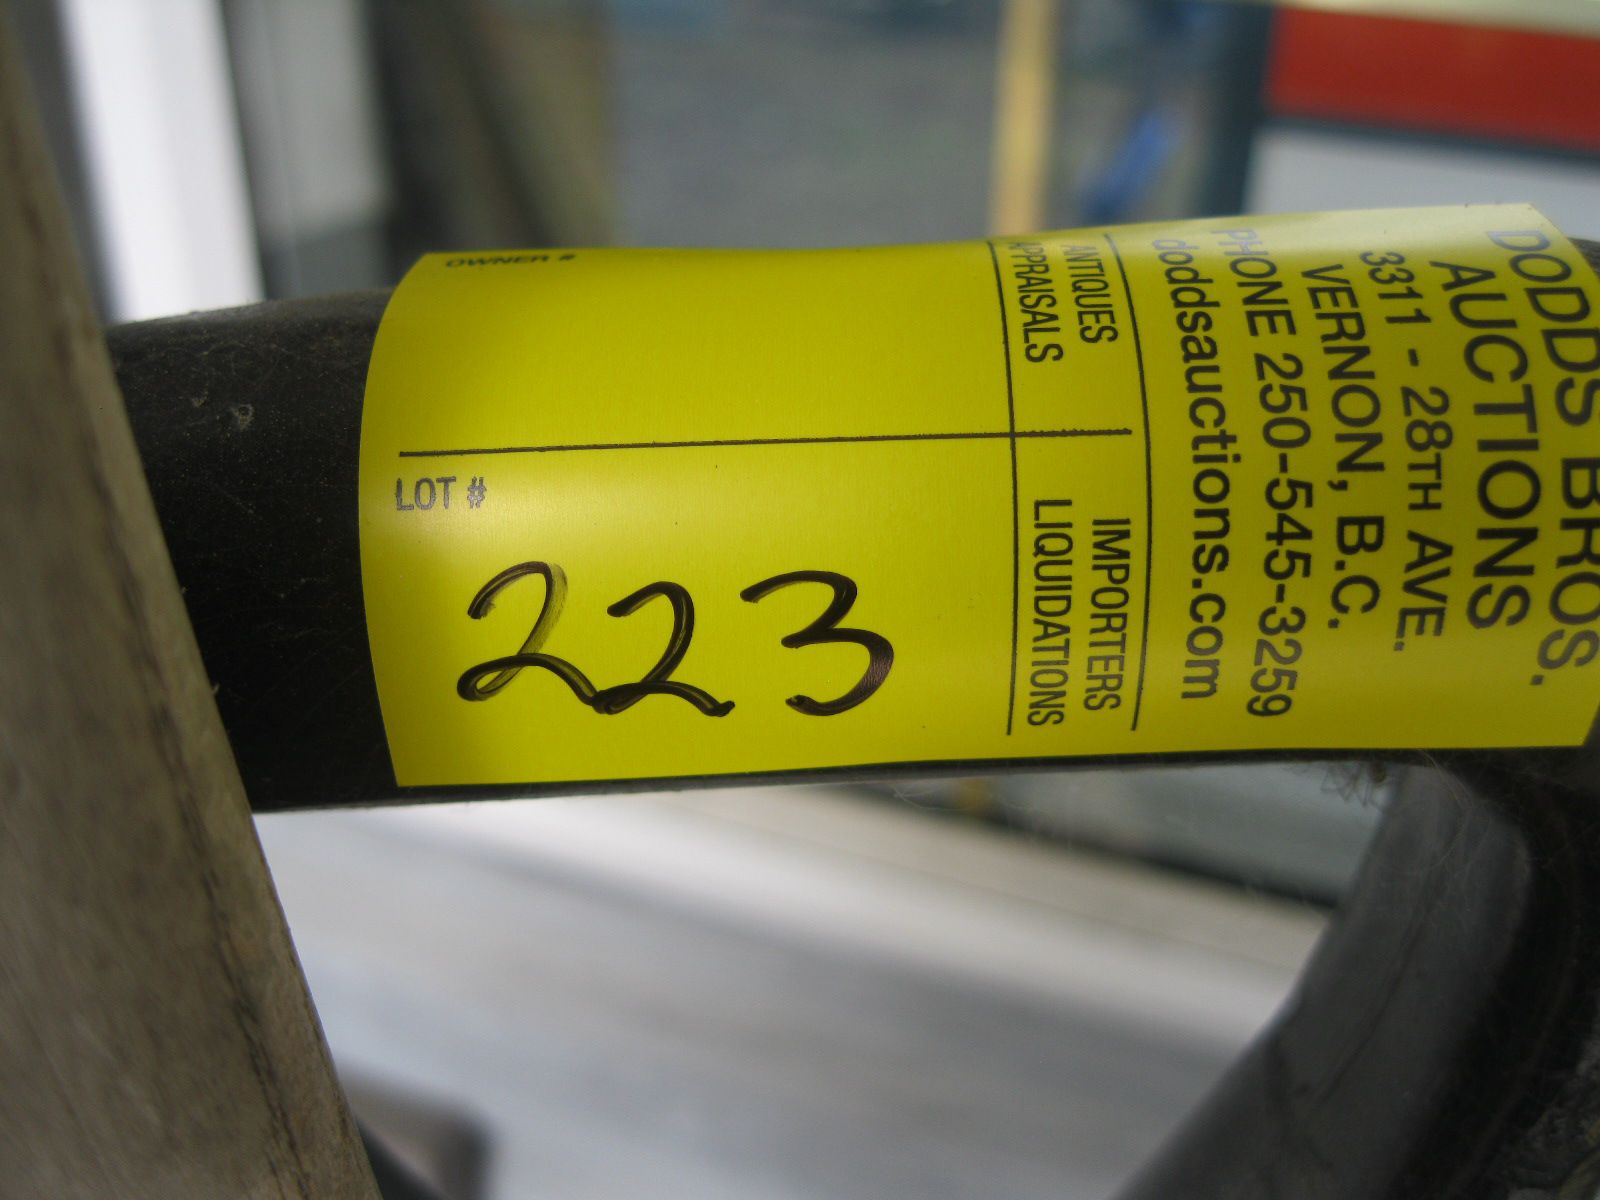 DODDS BROS.
AUCTIONS
3311 - 28TH AVE.
VERNON, B.C.
PHONE 250-545-3259
doddsauctions.com
ANTIQUES
APPRAISALS
IMPORTERS
LIQUIDATIONS
OWNER #
LOT #
223